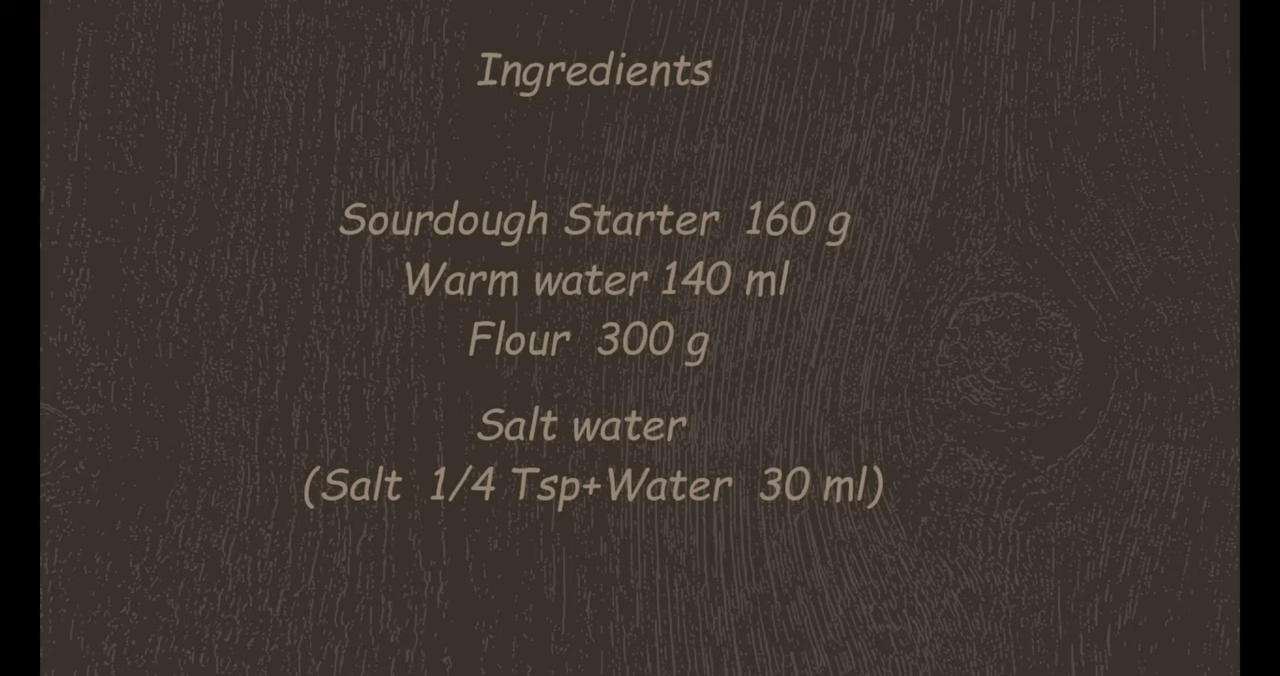 Ingredients
Sourdough Starter 160 g
Warm water 140 ml
Flour 300 g
Salt water
(Salt 1/4 Tsp+Water 30 ml)